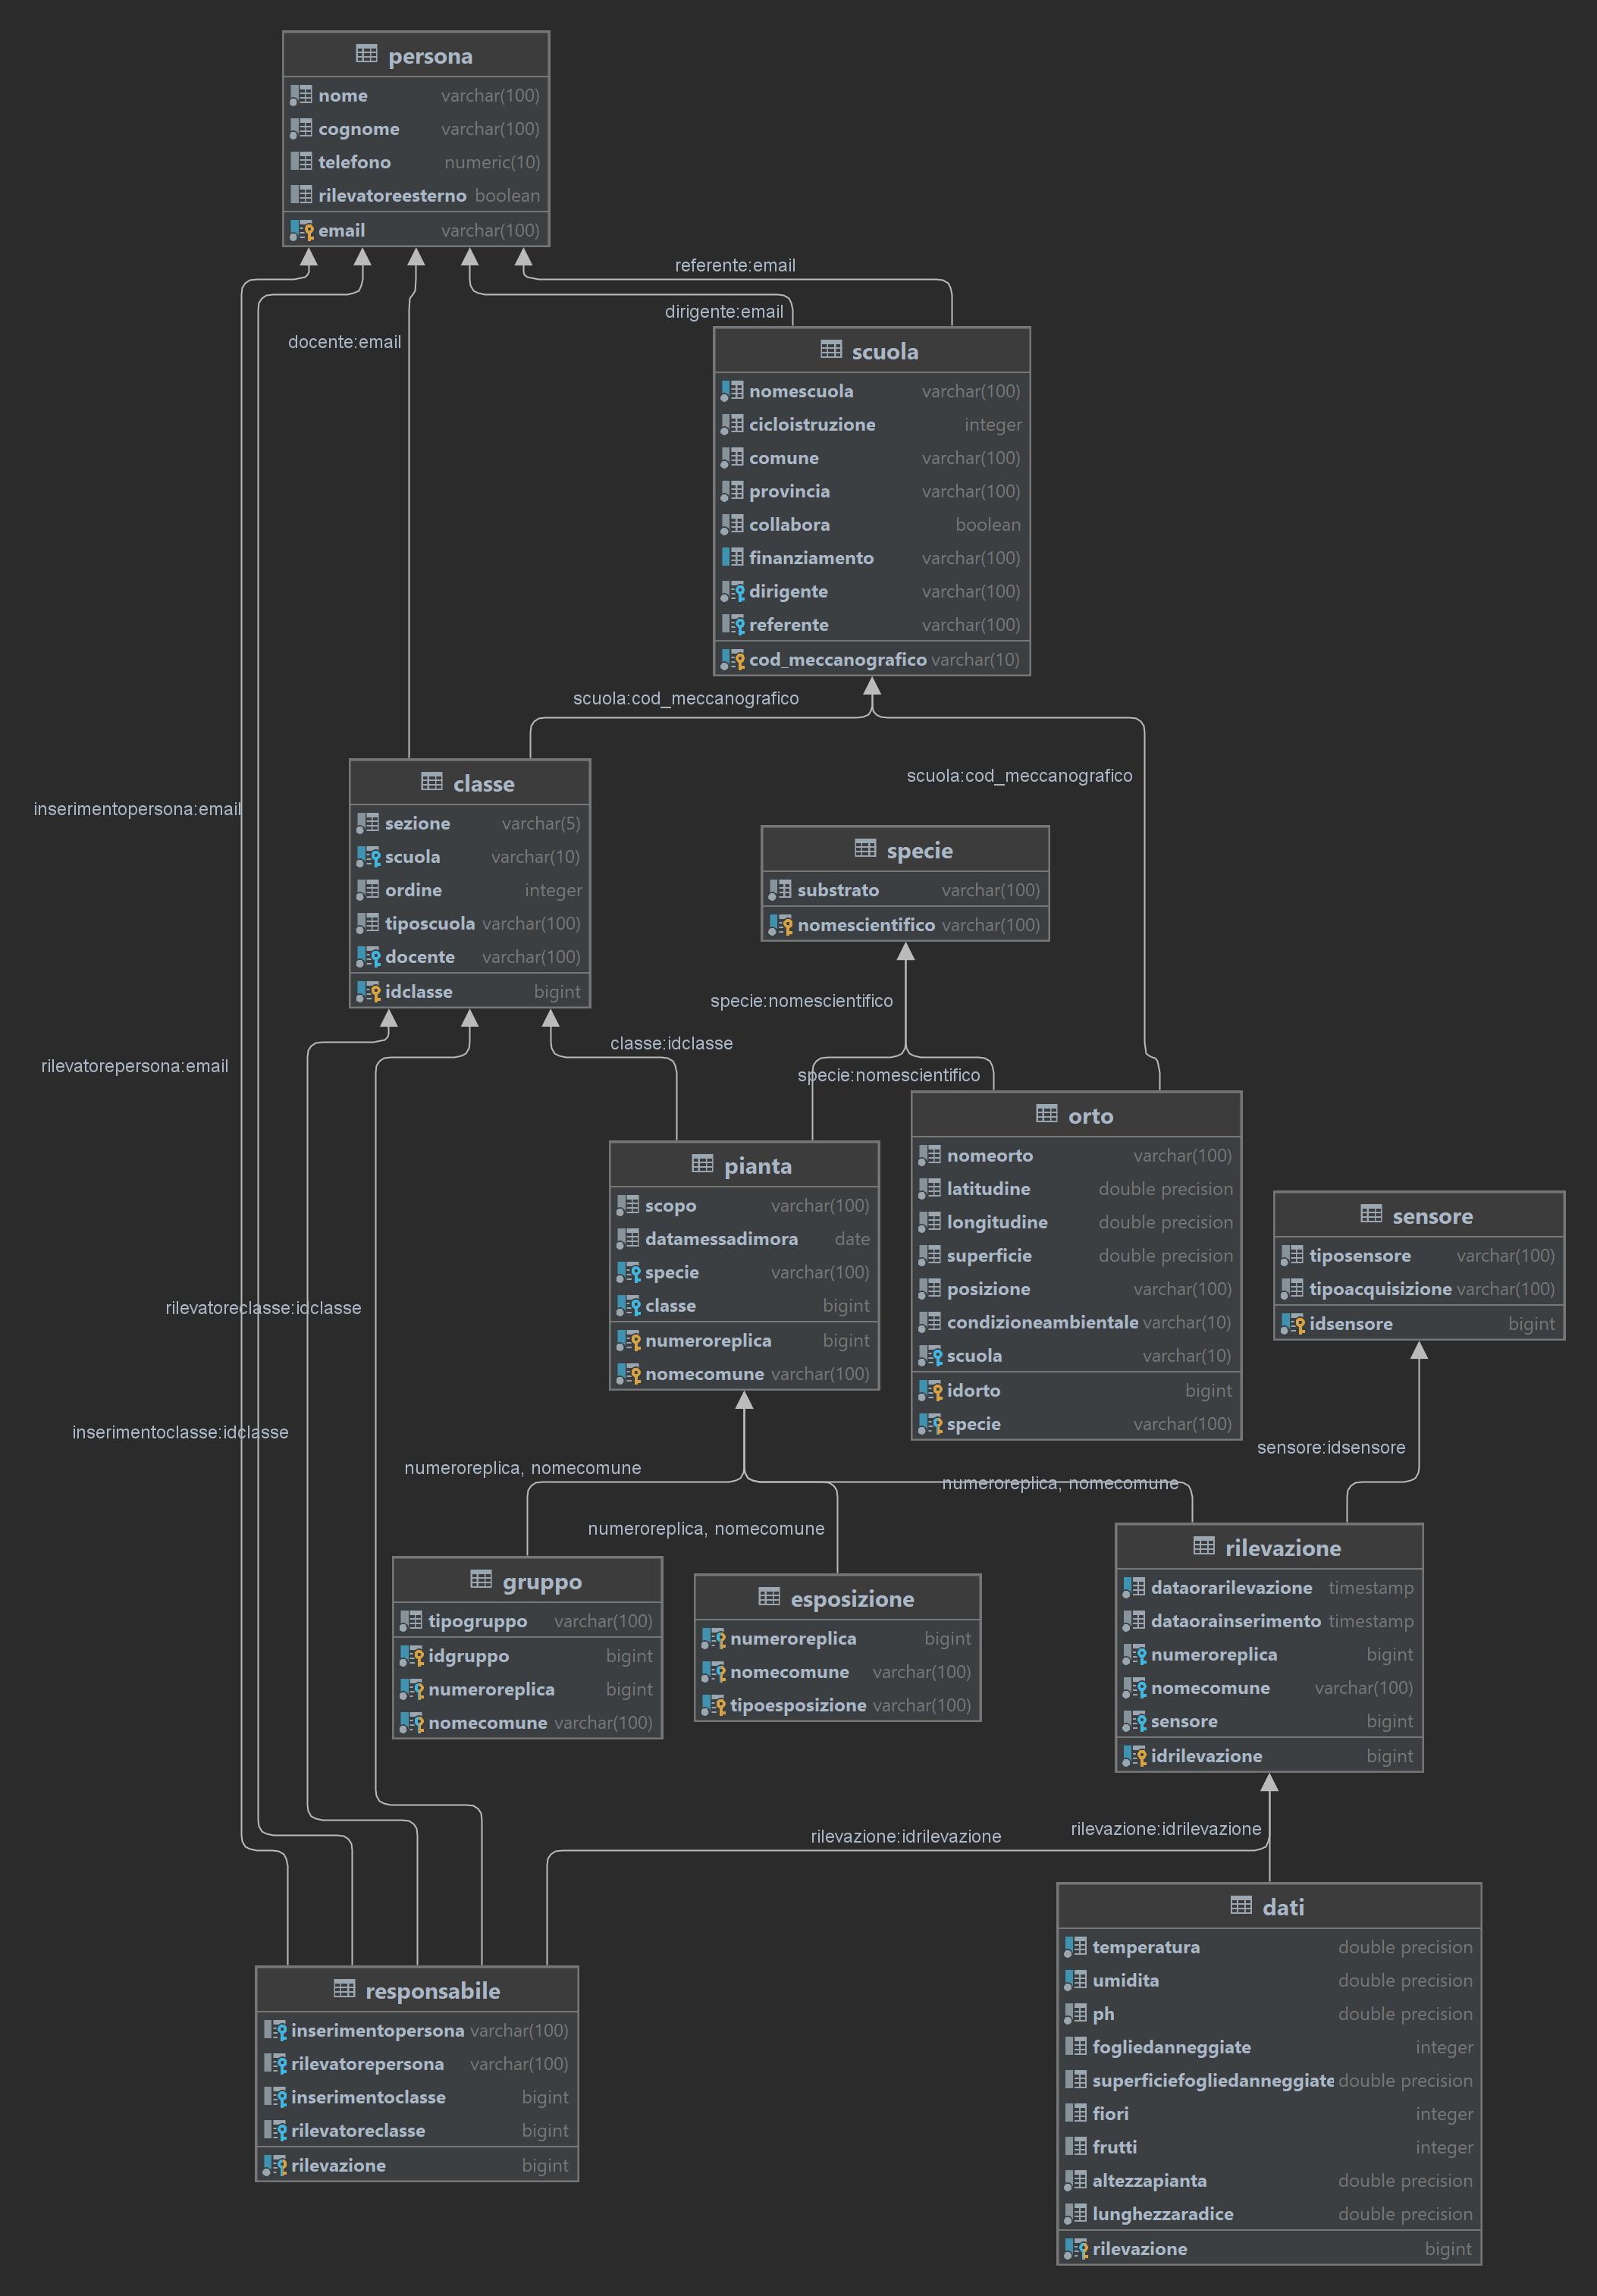 persona
nome varchar(100)
cognome varchar(100)
telefono numeric(10)
rilevatoreesterno boolean
email varchar(100)
referente:email
dirigente:email
docente:email
scuola
nomescuola varchar(100)
cicloistruzione integer
comune varchar(100)
provincia varchar(100)
collabora boolean
finanziamento varchar(100)
dirigente varchar(100)
referente varchar(100)
cod_meccanografico varchar(10)
scuola:cod_meccanografico
scuola:cod_meccanografico
inserimentopersona:email
classe
sezione varchar(5)
scuola varchar(10)
ordine integer
tiposcuola varchar(100)
docente varchar(100)
idclasse bigint
specie
substrato varchar(100)
nomescientifico varchar(100)
specie:nomescientifico
classe:idclasse
rilevatorepersona:email
specie:nomescientifico
orto
nomeorto varchar(100)
latitudine double precision
longitudine double precision
superficie double precision
posizione varchar(100)
condizioneambientale varchar(10)
scuola varchar(10)
idorto bigint
specie varchar(100)
pianta
scopo varchar(100)
datamessadimora date
specie varchar(100)
classe bigint
numeroreplica bigint
nomecomune varchar(100)
sensore
tiposensore varchar(100)
tipoacquisizione varchar(100)
idsensore bigint
rilevatoreclasse:idclasse
inserimentoclasse:idclasse
sensore:idsensore
numeroreplica, nomecomune
numeroreplica, nomecomune
numeroreplica, nomecomune
gruppo
tipogruppo varchar(100)
idgruppo bigint
numeroreplica bigint
nomecomune varchar(100)
esposizione
numeroreplica bigint
nomecomune varchar(100)
tipoesposizione varchar(100)
rilevazione
dataorarilevazione timestamp
dataorainserimento timestamp
numeroreplica bigint
nomecomune varchar(100)
sensore bigint
idrilevazione bigint
rilevazione:idrilevazione
rilevazione:idrilevazione
dati
temperatura double precision
umidita double precision
ph double precision
fogliedanneggiate integer
superficiefogliedanneggiate double precision
fiori integer
frutti integer
altezzapianta double precision
lunghezzaradice double precision
rilevazione bigint
responsabile
inserimentopersona varchar(100)
rilevatorepersona varchar(100)
inserimentoclasse bigint
rilevatoreclasse bigint
rilevazione bigint